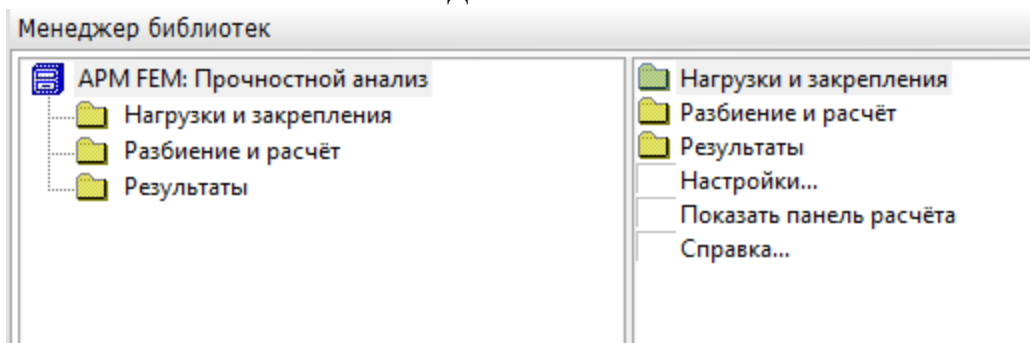 Менеджер библиотек
APM FEM: Прочностной анализ
Нагрузки и закрепления
Разбиение и расчёт
Результаты
Нагрузки и закрепления
Разбиение и расчёт
Результаты
Настройки...
Показать панель расчёта
Справка...